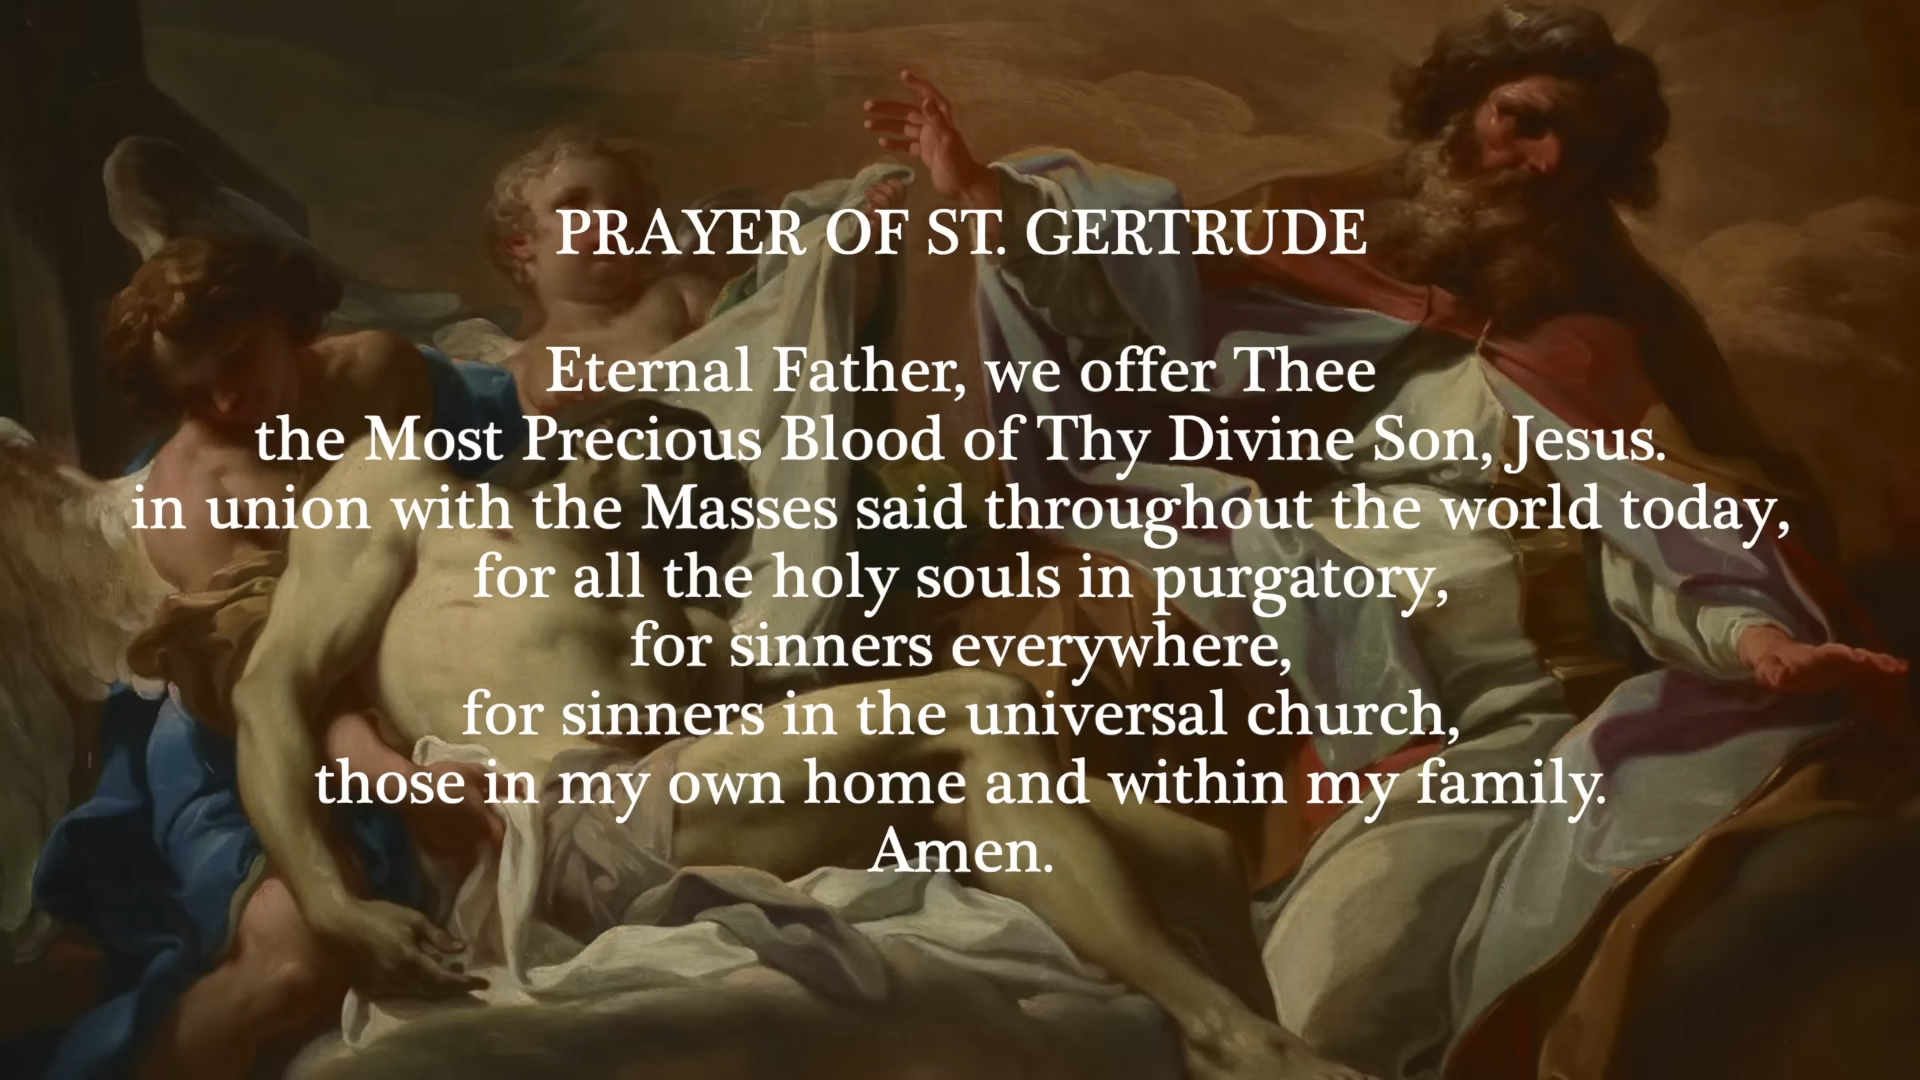 PRAYER OF ST. GERTRUDE
Eternal Father, we offer Thee
the Most Precious Blood of Thy Divine Son, Jesus.
in union with the Masses said throughout the world today,
for all the holy souls in purgatory,
for sinners everywhere,
for sinners in the universal church,
those in my own home and within my family.
Amen.